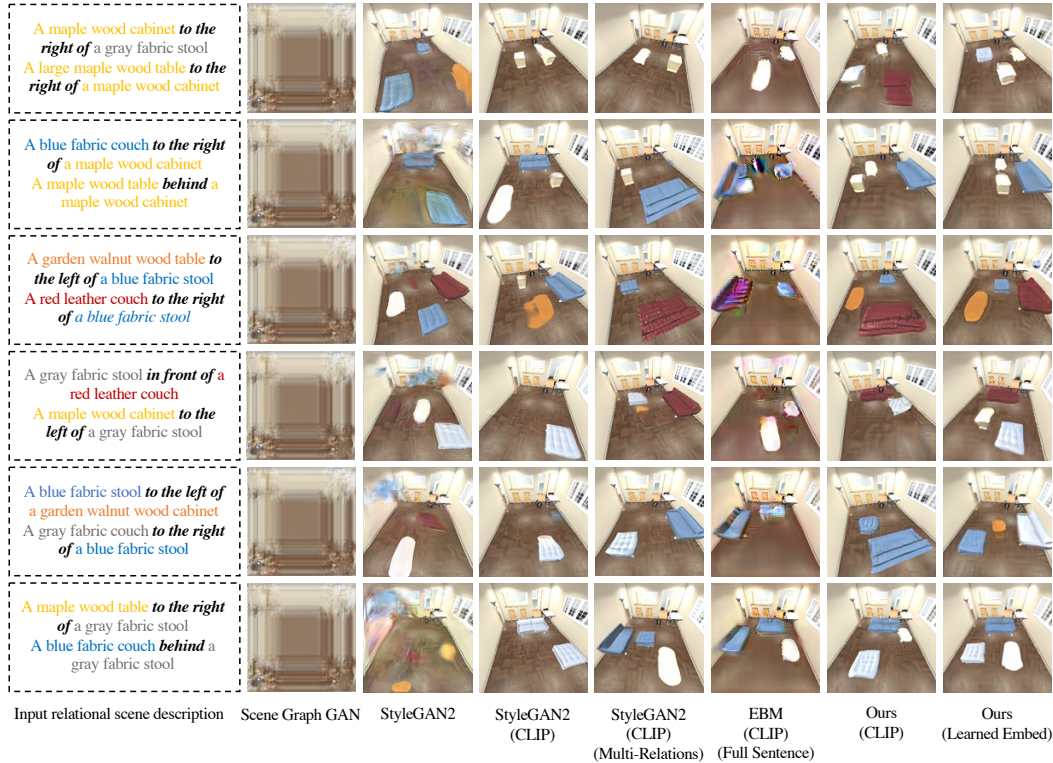 A maple wood cabinet to the
right of a gray fabric stool
A large maple wood table to the
right of a maple wood cabinet
A blue fabric couch to the right
of a maple wood cabinet
A maple wood table behind a
maple wood cabinet
A garden walnut wood table to
the left of a blue fabric stool
A red leather couch to the right
of a blue fabric stool
A gray fabric stool in front of a
red leather couch
A maple wood cabinet to the
left of a gray fabric stool
A blue fabric stool to the left of
a garden walnut wood cabinet
A gray fabric couch to the right
of a blue fabric stool
A maple wood table to the right
of a gray fabric stool
A blue fabric couch behind a
gray fabric stool
Input relational scene description
Scene Graph GAN
StyleGAN2
StyleGAN2
(CLIP)
StyleGAN2
(CLIP)
(Multi-Relations)
EBM
(CLIP)
(Full Sentence)
Ours
(CLIP)
Ours
(Learned Embed)